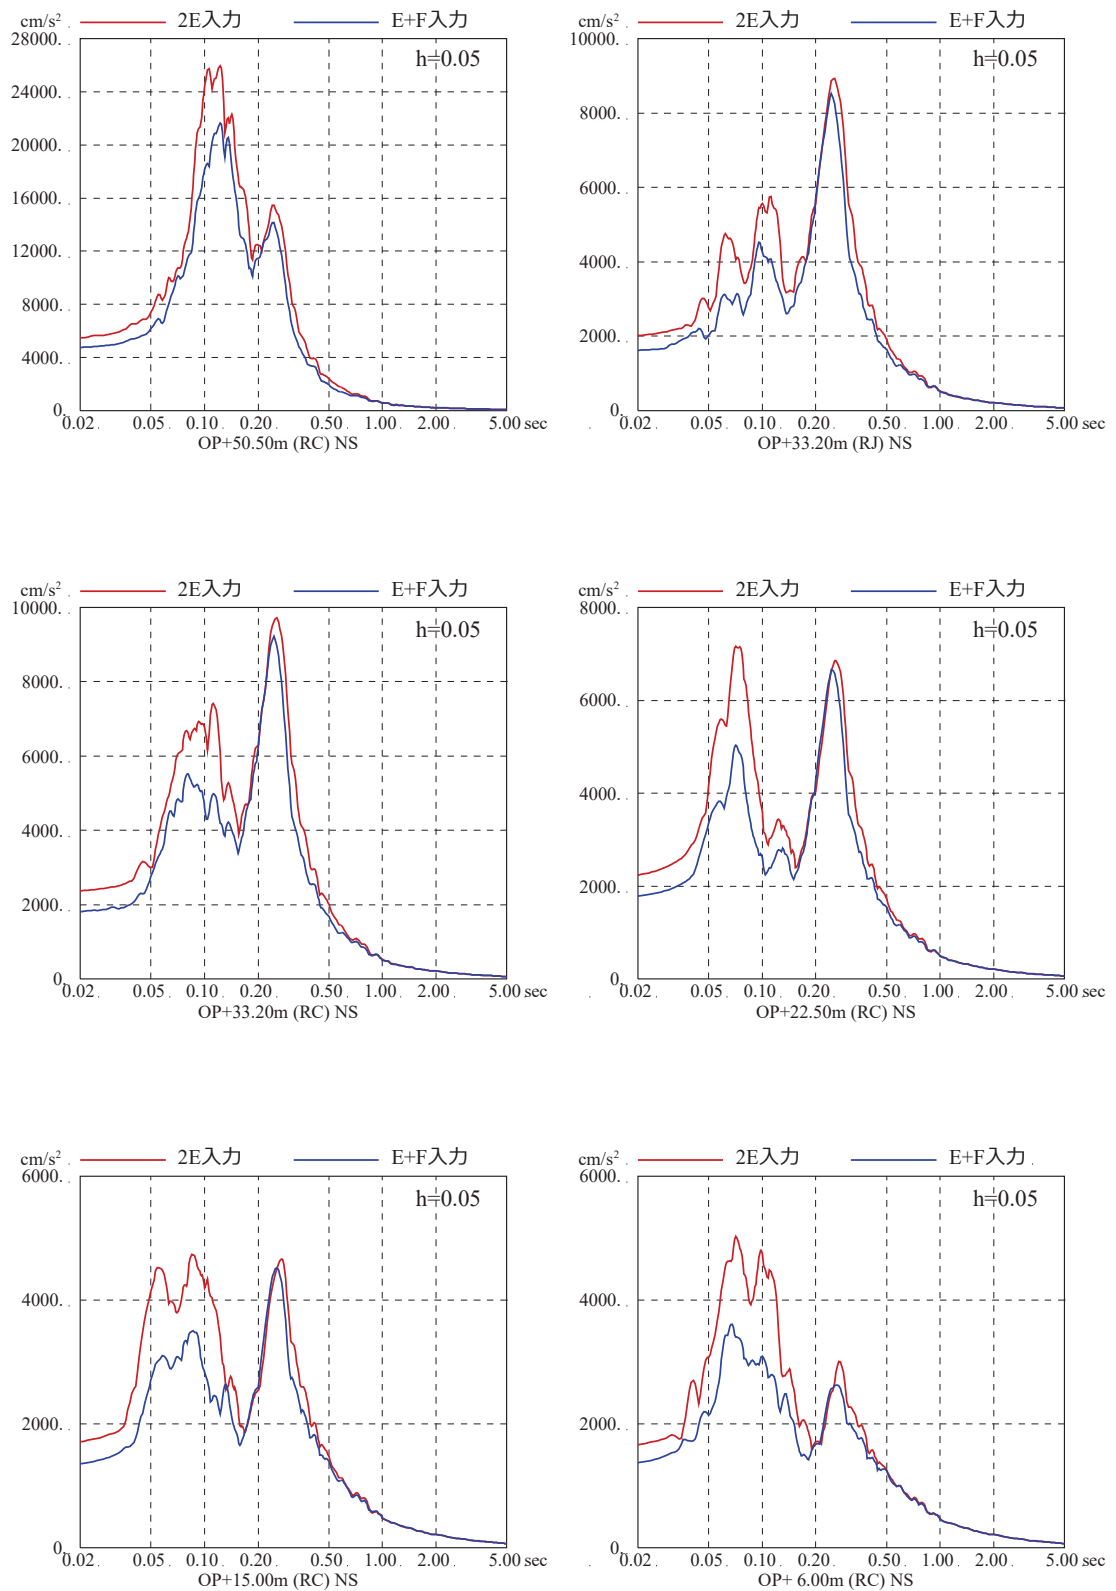 cm/s² 2E入力 E+F入力
28000.
h=0.05
24000.
20000.
16000.
12000.
8000.
4000.
0.
0.02 0.05 0.10 0.20 0.50 1.00 2.00 5.00 sec
OP+50.50m (RC) NS
cm/s² 2E入力 E+F入力
10000.
h=0.05
8000.
6000.
4000.
2000.
0.
0.02 0.05 0.10 0.20 0.50 1.00 2.00 5.00 sec
OP+33.20m (RJ) NS
cm/s² 2E入力 E+F入力
10000.
h=0.05
8000.
6000.
4000.
2000.
0.
0.02 0.05 0.10 0.20 0.50 1.00 2.00 5.00 sec
OP+33.20m (RC) NS
cm/s² 2E入力 E+F入力
8000.
h=0.05
6000.
4000.
2000.
0.
0.02 0.05 0.10 0.20 0.50 1.00 2.00 5.00 sec
OP+22.50m (RC) NS
cm/s² 2E入力 E+F入力
6000.
h=0.05
4000.
2000.
0.
0.02 0.05 0.10 0.20 0.50 1.00 2.00 5.00 sec
OP+15.00m (RC) NS
cm/s² 2E入力 E+F入力
6000.
h=0.05
4000.
2000.
0.
0.02 0.05 0.10 0.20 0.50 1.00 2.00 5.00 sec
OP+ 6.00m (RC) NS